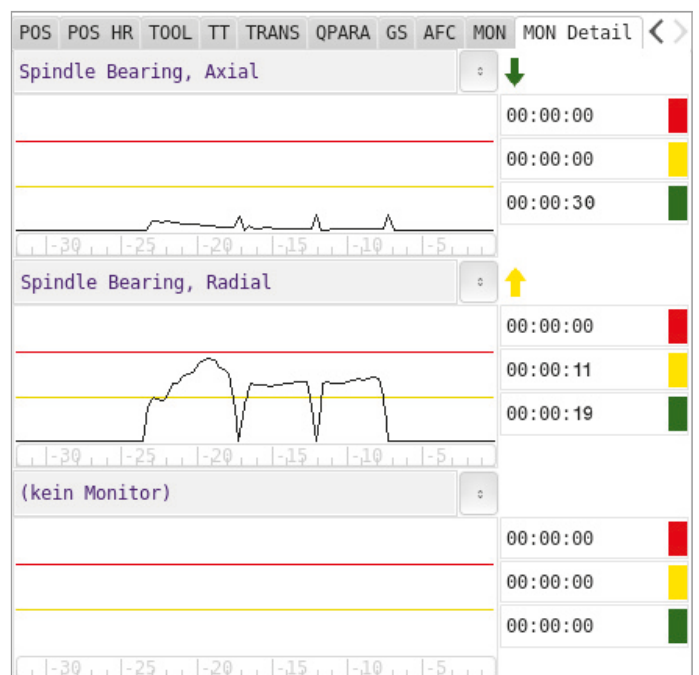 POS POS HR TOOL TT TRANS QPARA GS AFC MON MON Detail
Spindle Bearing, Axial
00:00:00
00:00:00
00:00:30
-30 -25 -20 -15 -10 -5
Spindle Bearing, Radial
00:00:00
00:00:11
00:00:19
-30 -25 -20 -15 -10 -5
(kein Monitor)
00:00:00
00:00:00
00:00:00
-30 -25 -20 -15 -10 -5